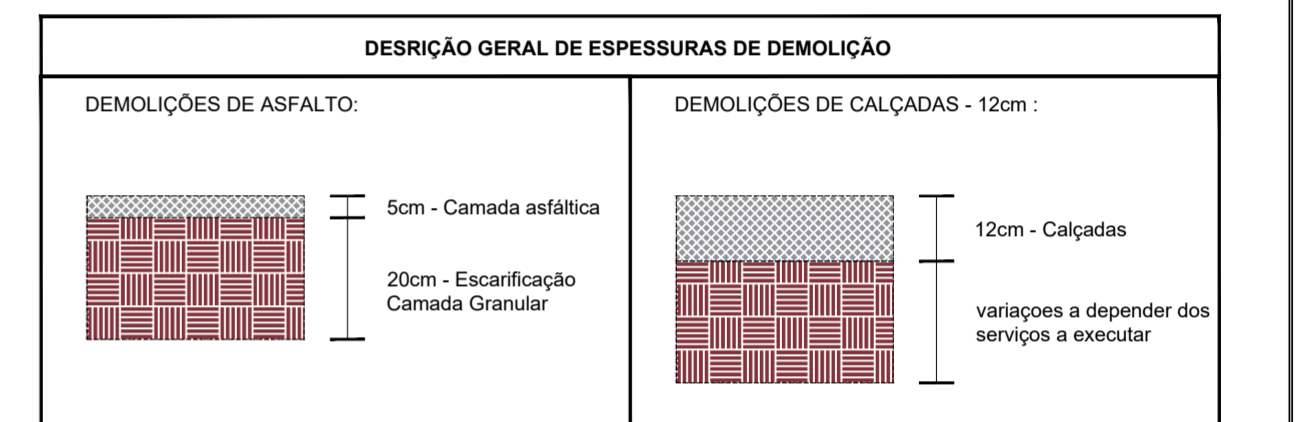 DESRIÇÃO GERAL DE ESPESSURAS DE DEMOLIÇÃO
DEMOLIÇÕES DE ASFALTO:
5cm - Camada asfáltica
20cm - Escarificação
Camada Granular
DEMOLIÇÕES DE CALÇADAS - 12cm :
12cm - Calçadas
variaçoes a depender dos
serviços a executar